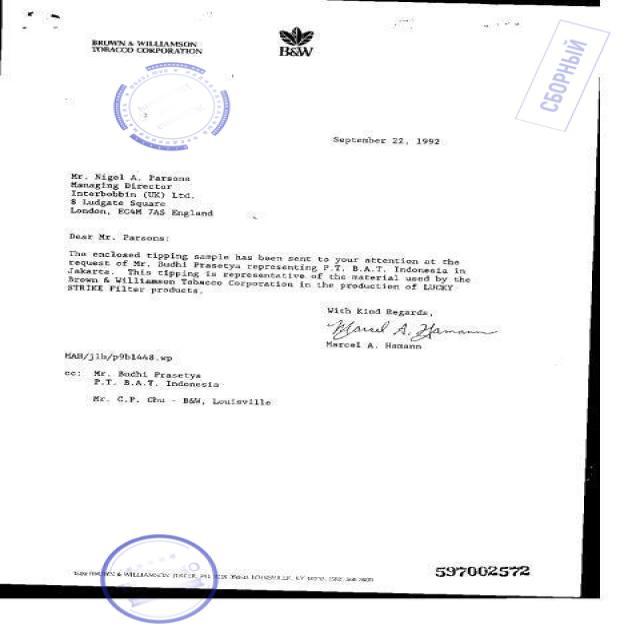 BROWN & WILLIAMSON
TOBACCO CORPORATION
B&W
СБОРНЫЙ
September 22, 1992
Mr. Nigel A. Parsons
Managing Director
Interbobbin (UK) Ltd.
8 Ludgate Square
London, EC4M 7AS England
Dear Mr. Parsons:
The enclosed tipping sample has been sent to your attention at the
request of Mr. Budhi Prasetya representing P.T. B.A.T. Indonesia in
Jakarta. This tipping is representative of the material used by the
Brown & Williamson Tobacco Corporation in the production of LUCKY
STRIKE Filter products.
With Kind Regards,
Marcel A. Hamann
Marcel A. Hamann
MAH/jlb/p9b1448.wp
cc: Mr. Budhi Prasetya
P.T. B.A.T. Indonesia
Mr. C.P. Chu - B&W, Louisville
BROWN & WILLIAMSON TOWER, LOUISVILLE, KY
597002572